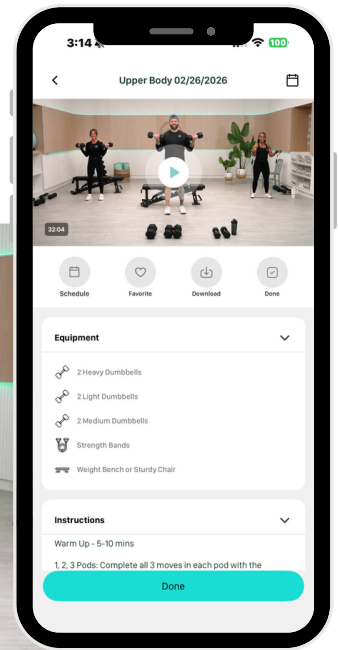 3:14
100
Upper Body 02/26/2026
32:04
Schedule
Favorite
Download
Done
Equipment
2 Heavy Dumbbells
2 Light Dumbbells
2 Medium Dumbbells
Strength Bands
Weight Bench or Sturdy Chair
Instructions
Warm Up - 5-10 mins
1, 2, 3 Pods: Complete all 3 moves in each pod with the
Done